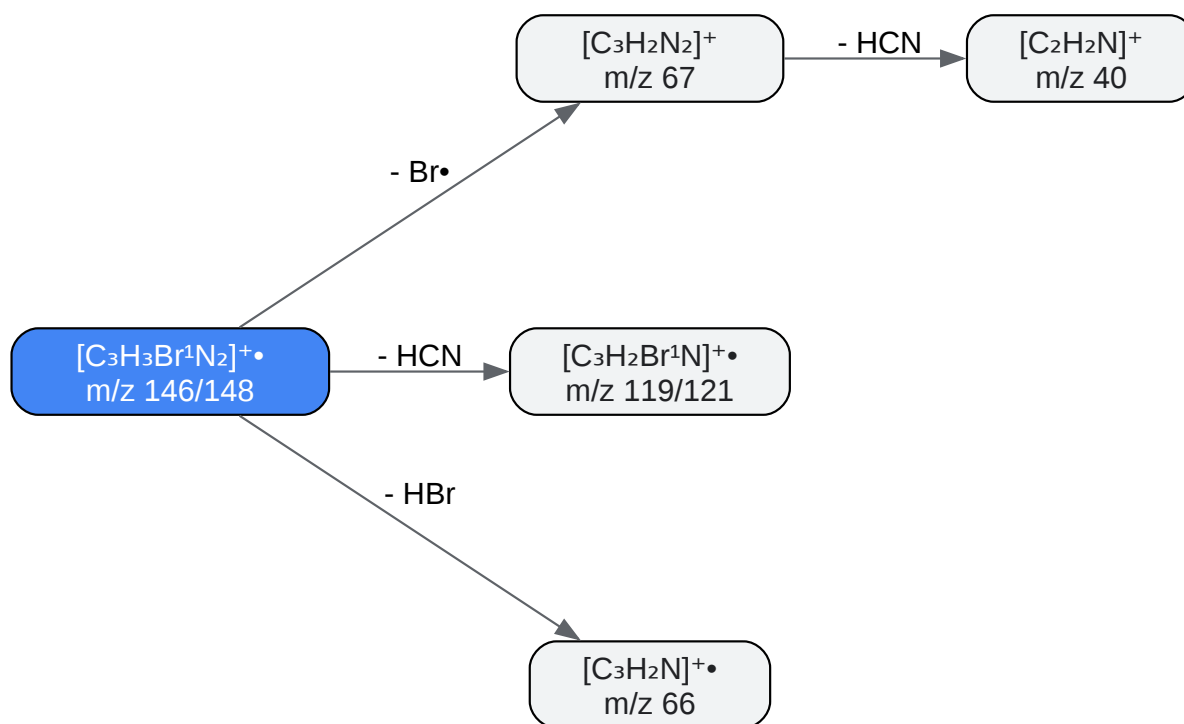 [C₃H₂N₂]⁺
m/z 67
- HCN
[C₂H₂N]⁺
m/z 40
- Br•
[C₃H₃Br¹N₂]⁺•
m/z 146/148
- HCN
[C₃H₂Br¹N]⁺•
m/z 119/121
- HBr
[C₃H₂N]⁺•
m/z 66